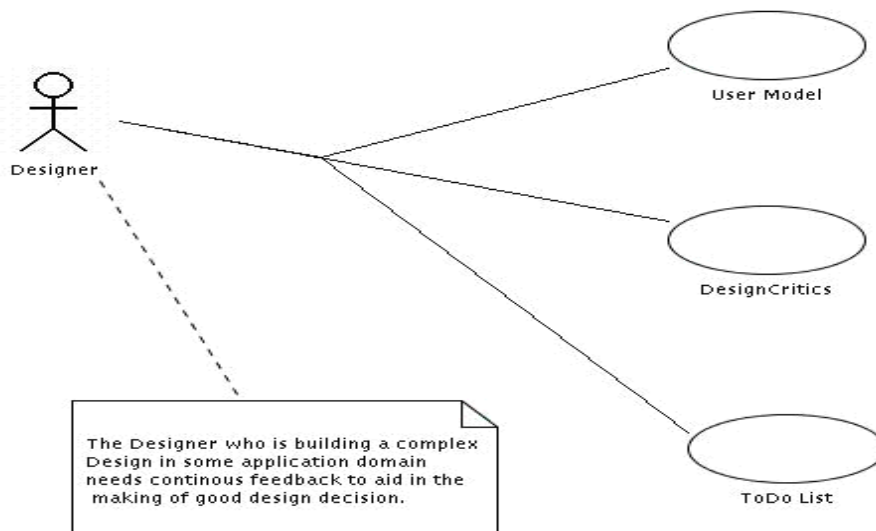 User Model
Designer
DesignCritics
The Designer who is building a complex
Design in some application domain
needs continous feedback to aid in the
making of good design decision.
ToDo List